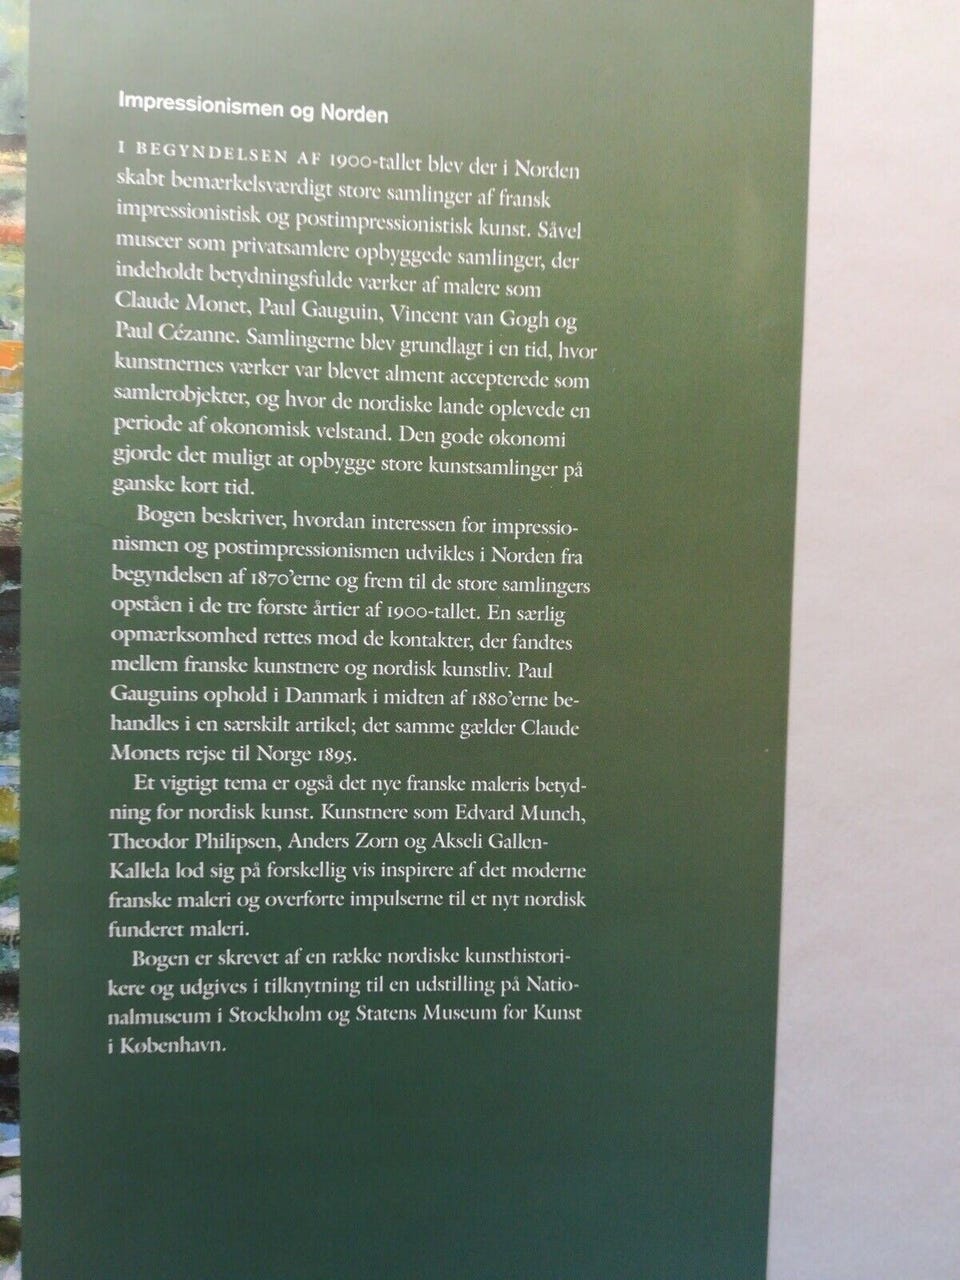 Impressionismen og Norden
I BEGYNDELSEN AF 1900-tallet blev der i Norden
skabt bemærkelsværdigt store samlinger af fransk
impressionistisk og postimpressionistisk kunst. Såvel
museer som privatsamlere opbyggede samlinger, der
indeholdt betydningsfulde værker af malere som
Claude Monet, Paul Gauguin, Vincent van Gogh og
Paul Cézanne. Samlingerne blev grundlagt i en tid, hvor
kunstnernes værker var blevet alment accepterede som
samlerobjekter, og hvor de nordiske lande oplevede en
periode af økonomisk velstand. Den gode økonomi
gjorde det muligt at opbygge store kunstsamlinger på
ganske kort tid.
Bogen beskriver, hvordan interessen for impressio-
nismen og postimpressionismen udvikles i Norden fra
begyndelsen af 1870'erne og frem til de store samlingers
opståen i de tre første årtier af 1900-tallet. En særlig
opmærksomhed rettes mod de kontakter, der fandtes
mellem franske kunstnere og nordisk kunstliv. Paul
Gauguins ophold i Danmark i midten af 1880'erne be-
handles i en særskilt artikel; det samme gælder Claude
Monets rejse til Norge 1895.
Et vigtigt tema er også det nye franske maleris betyd-
ning for nordisk kunst. Kunstnere som Edvard Munch,
Theodor Philipsen, Anders Zorn og Akseli Gallen-
Kallela lod sig på forskellig vis inspirere af det moderne
franske maleri og overførte impulserne til et nyt nordisk
funderet maleri.
Bogen er skrevet af en række nordiske kunsthistori-
kere og udgives i tilknytning til en udstilling på Natio-
nalmuseum i Stockholm og Statens Museum for Kunst
i København.